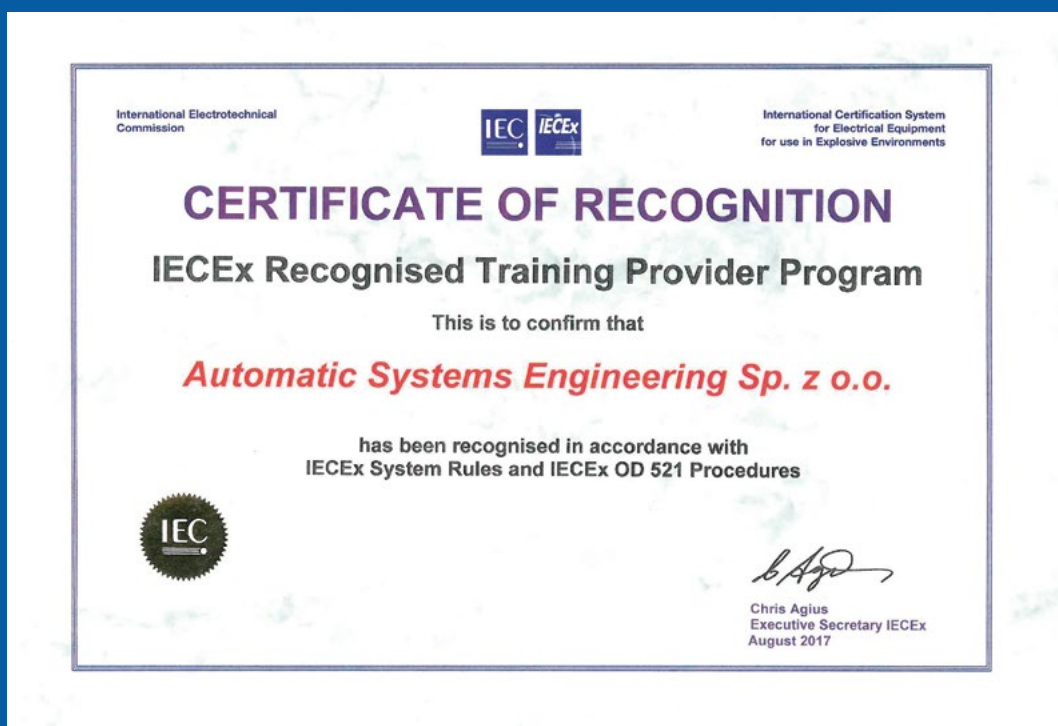 International Electrotechnical
Commission
IEC
IECEx
International Certification System
for Electrical Equipment
for use in Explosive Environments
CERTIFICATE OF RECOGNITION
IECEx Recognised Training Provider Program
This is to confirm that
Automatic Systems Engineering Sp. z o.o.
has been recognised in accordance with
IECEx System Rules and IECEx OD 521 Procedures
IEC
Chris Agius
Executive Secretary IECEx
August 2017